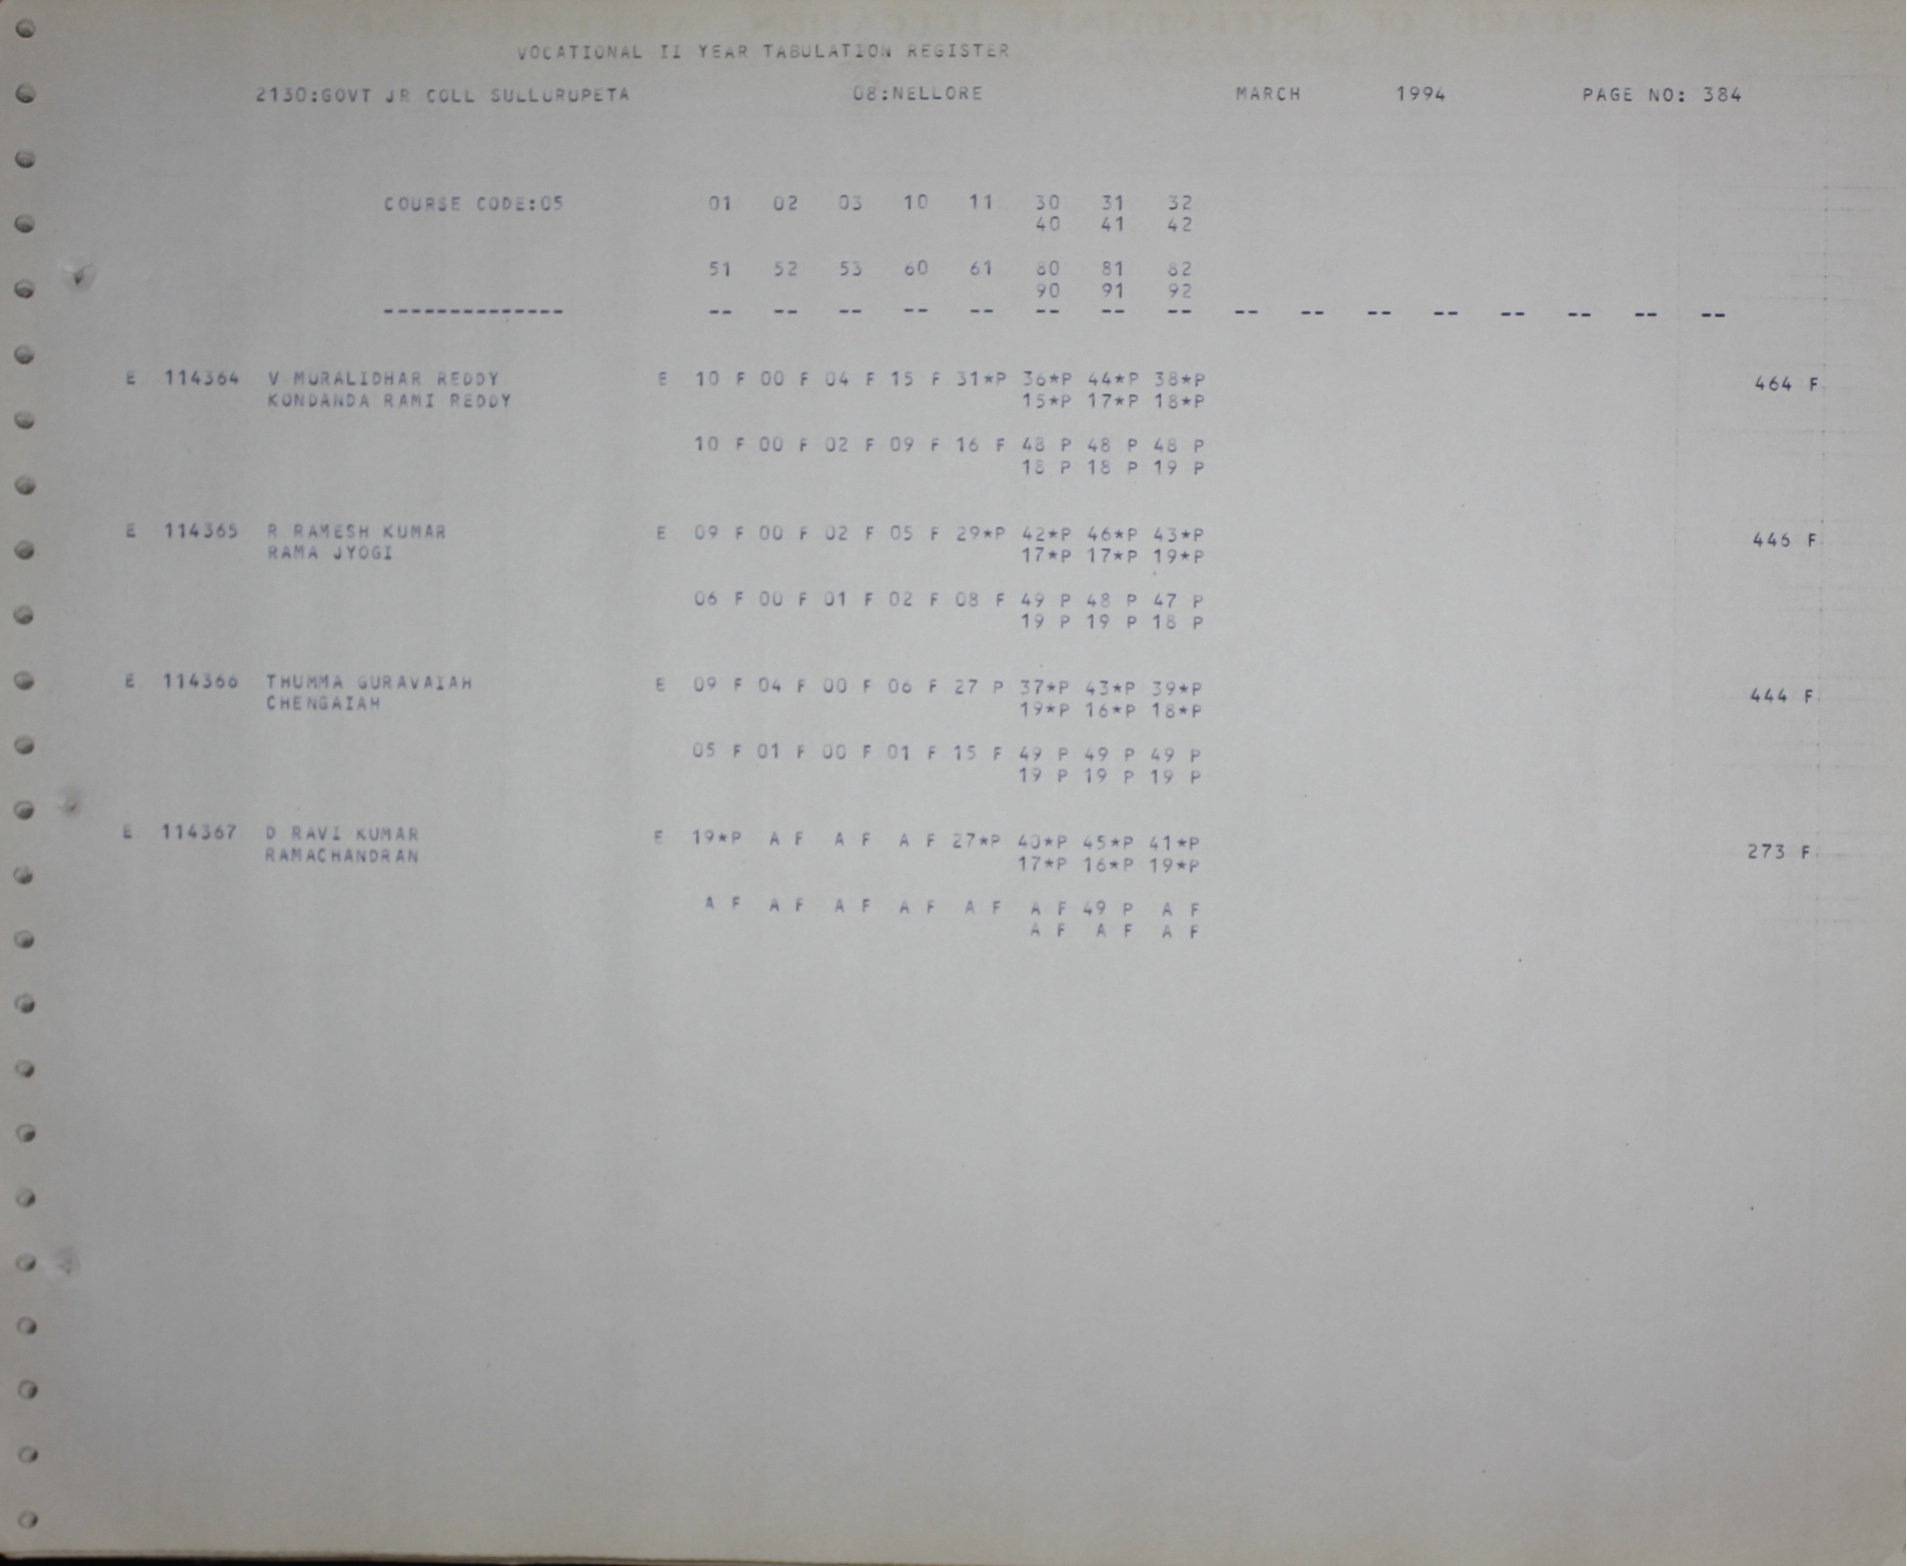 VOCATIONAL II YEAR TABULATION REGISTER
2130:GOVT JR COLL SULLURUPETA 08:NELLORE MARCH 1994 PAGE NO: 384
COURSE CODE:05 01 02 03 10 11 30 31 32
40 41 42
51 52 53 60 61 80 81 82
90 91 92
-------------- -- -- -- -- -- -- -- -- -- -- -- -- -- -- -- --
E 114364 V MURALIDHAR REDDY E 10 F 00 F 04 F 15 F 31*P 36*P 44*P 38*P 464 F
KONDANDA RAMI REDDY 15*P 17*P 18*P
10 F 00 F 02 F 09 F 16 F 48 P 48 P 48 P
18 P 18 P 19 P
E 114365 R RAMESH KUMAR E 09 F 00 F 02 F 05 F 29*P 42*P 46*P 43*P 446 F
RAMA JYOGI 17*P 17*P 19*P
06 F 00 F 01 F 02 F 08 F 49 P 48 P 47 P
19 P 19 P 18 P
E 114366 THUMMA GURAVAIAH E 09 F 04 F 00 F 06 F 27 P 37*P 43*P 39*P 444 F
CHENGAIAH 19*P 16*P 18*P
05 F 01 F 00 F 01 F 15 F 49 P 49 P 49 P
19 P 19 P 19 P
E 114367 D RAVI KUMAR E 19*P A F A F A F 27*P 40*P 45*P 41*P 273 F
RAMACHANDRAN 17*P 16*P 19*P
A F A F A F A F A F A F 49 P A F
A F A F A F